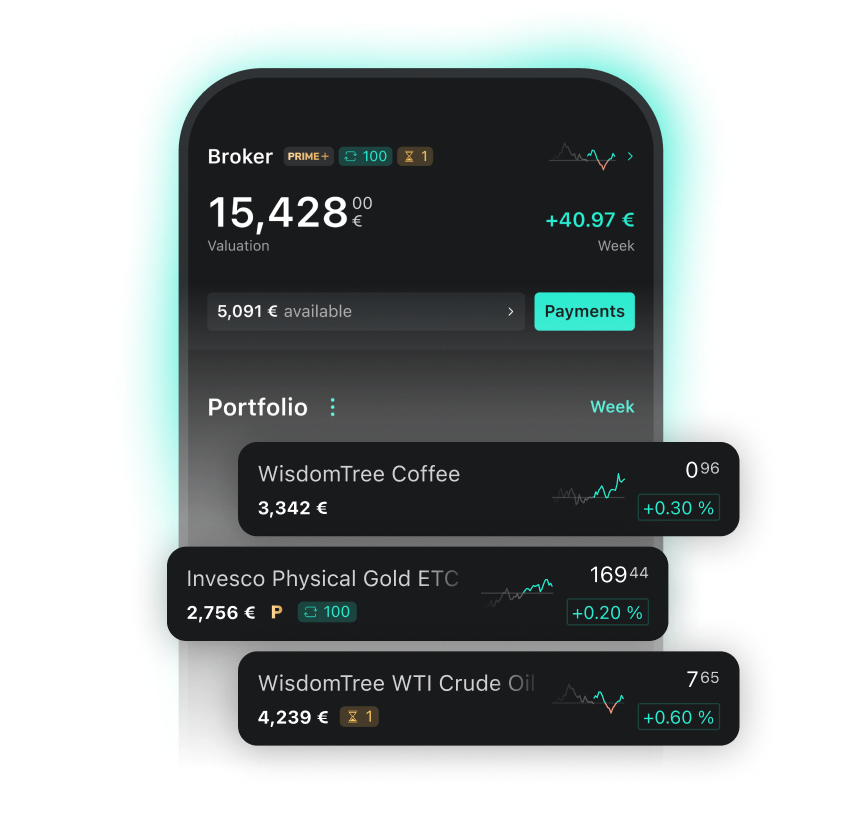 Broker PRIME+ 100 1
15,428 00 €
+40.97 €
Valuation
Week
5,091 € available
Payments
Portfolio
Week
WisdomTree Coffee
0 96
3,342 €
+0.30 %
Invesco Physical Gold ETC
169 44
2,756 € P 100
+0.20 %
WisdomTree WTI Crude Oil
7 65
4,239 € 1
+0.60 %